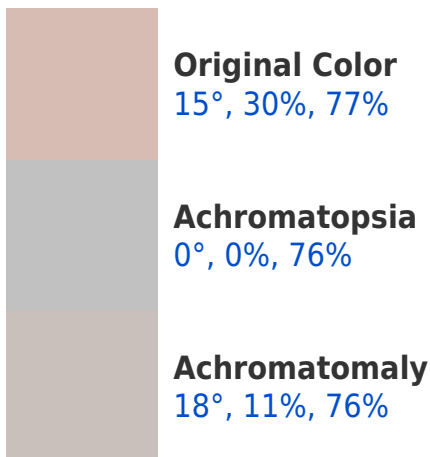 Original Color
15°, 30%, 77%
Achromatopsia
0°, 0%, 76%
Achromatomaly
18°, 11%, 76%